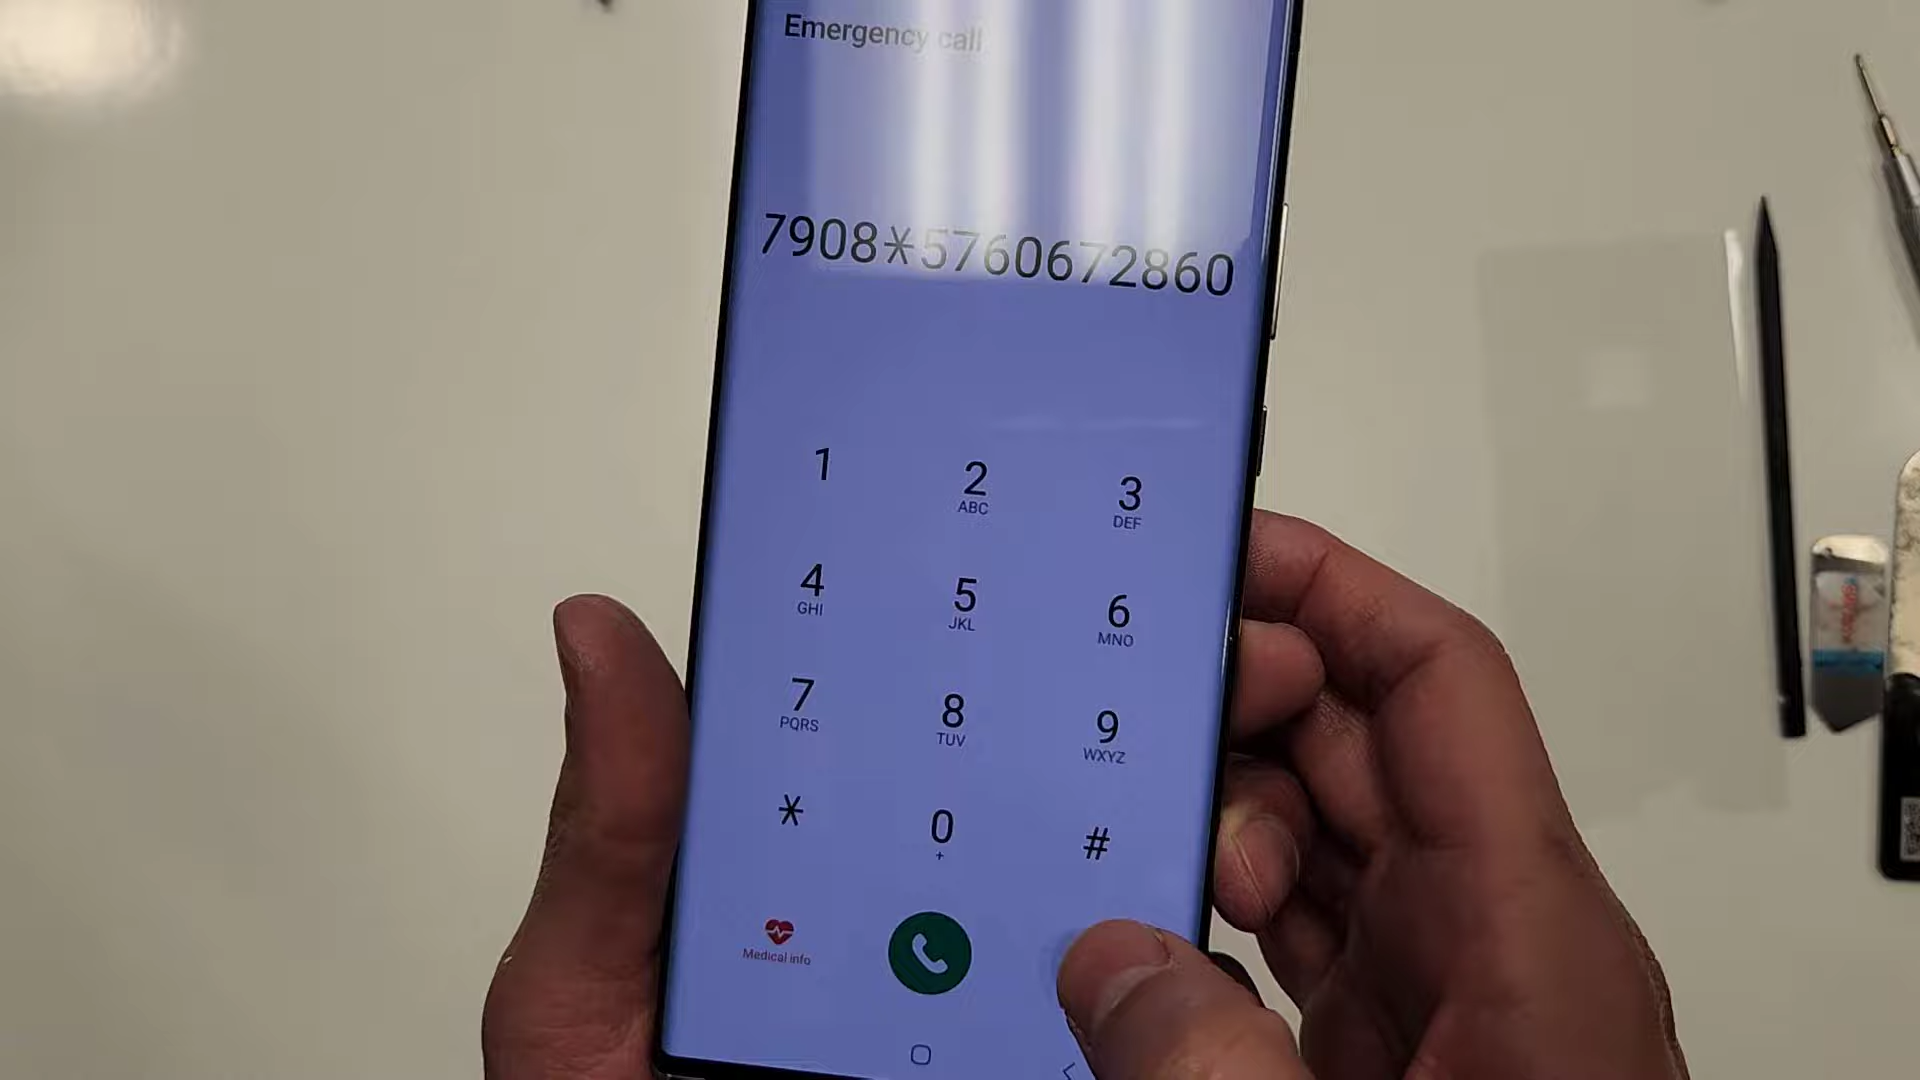 Emergency call
7908*5760672860
1
2
ABC
3
DEF
4
GHI
5
JKL
6
MNO
7
PQRS
8
TUV
9
WXYZ
*
0
+
#
Medical info